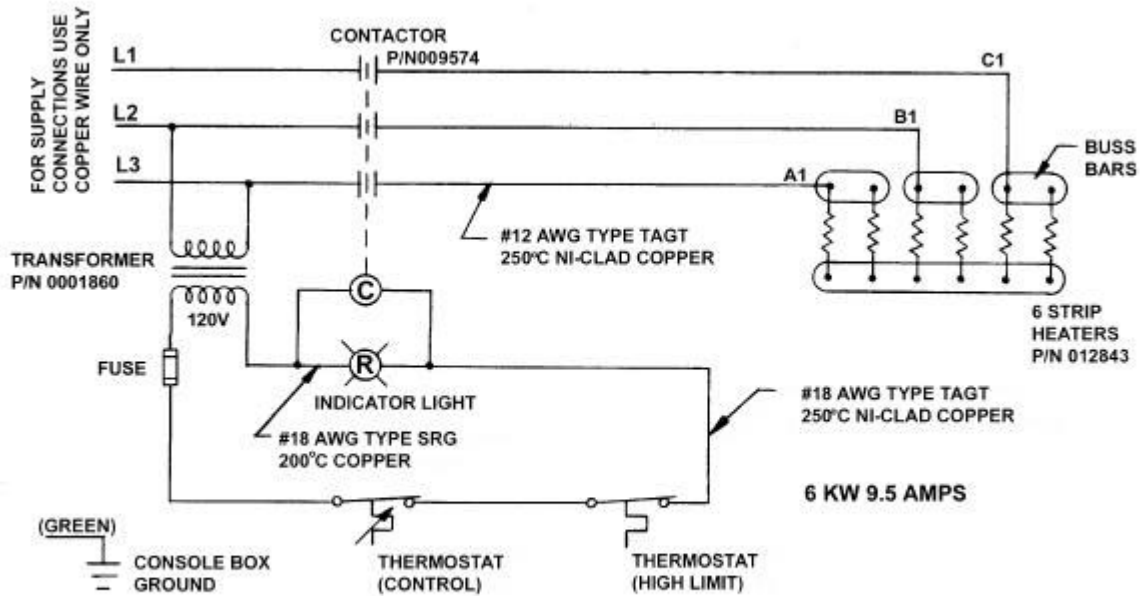 FOR SUPPLY
CONNECTIONS USE
COPPER WIRE ONLY
L1
L2
L3
CONTACTOR
P/N009574
C1
B1
A1
BUSS
BARS
#12 AWG TYPE TAGT
250°C NI-CLAD COPPER
TRANSFORMER
P/N 0001860
120V
C
R
FUSE
INDICATOR LIGHT
6 STRIP
HEATERS
P/N 012843
#18 AWG TYPE TAGT
250°C NI-CLAD COPPER
#18 AWG TYPE SRG
200°C COPPER
6 KW 9.5 AMPS
(GREEN)
CONSOLE BOX
GROUND
THERMOSTAT
(CONTROL)
THERMOSTAT
(HIGH LIMIT)